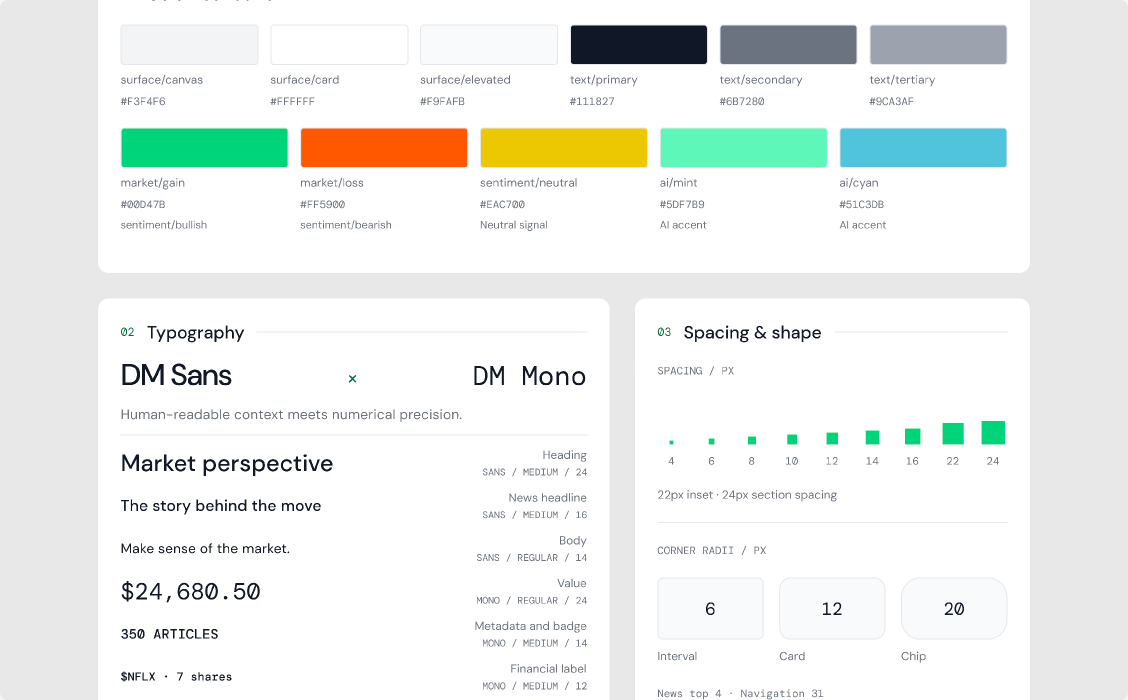 surface/canvas surface/card surface/elevated text/primary text/secondary text/tertiary
#F3F4F6 #FFFFFF #F9FAFB #111827 #6B7280 #9CA3AF
market/gain market/loss sentiment/neutral ai/mint ai/cyan
#00D47B #FF5900 #EAC700 #5DF7B9 #51C3DB
sentiment/bullish sentiment/bearish Neutral signal AI accent AI accent
02 Typography
DM Sans × DM Mono
Human-readable context meets numerical precision.
Market perspective
Heading
SANS / MEDIUM / 24
The story behind the move
News headline
SANS / MEDIUM / 16
Make sense of the market.
Body
SANS / REGULAR / 14
$24,680.50
Value
MONO / REGULAR / 24
350 ARTICLES
Metadata and badge
MONO / MEDIUM / 14
$NFLX · 7 shares
Financial label
MONO / MEDIUM / 12
03 Spacing & shape
SPACING / PX
4 6 8 10 12 14 16 22 24
22px inset · 24px section spacing
CORNER RADII / PX
6 12 20
Interval Card Chip
News top 4 · Navigation 31